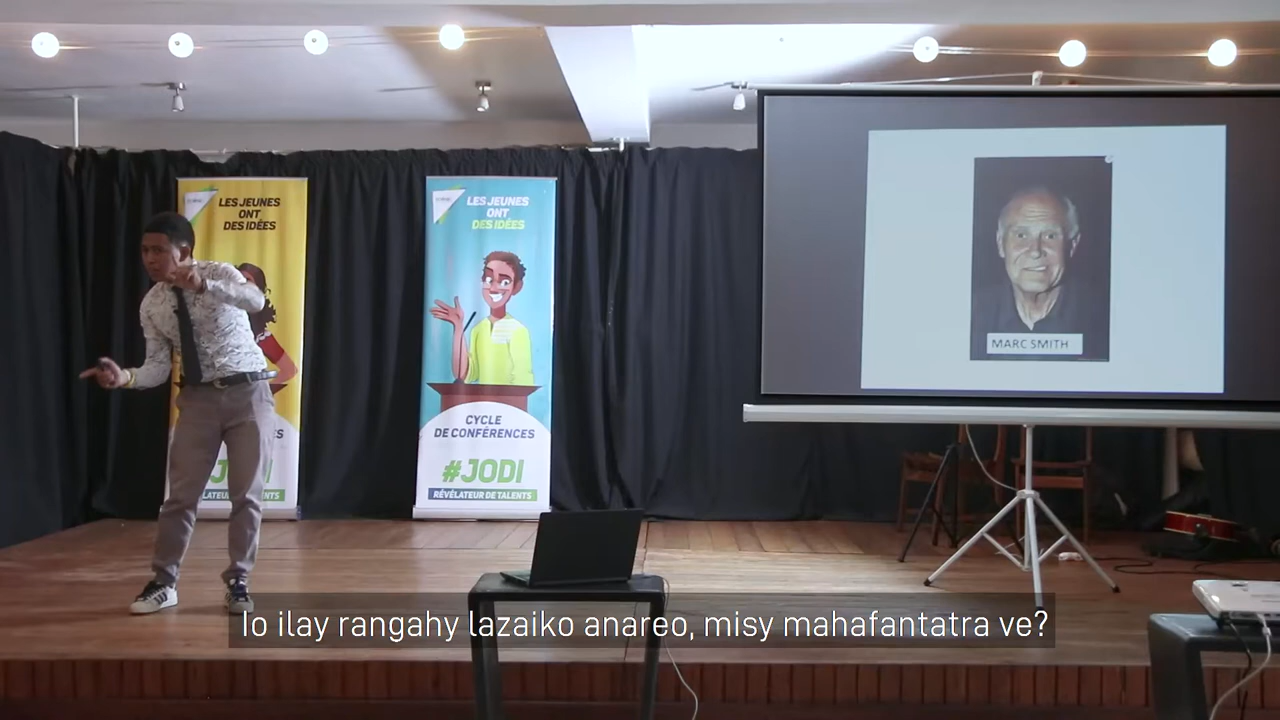 LES JEUNES
ONT
DES IDÉES
LES JEUNES
ONT
DES IDÉES
CYCLE
DE CONFÉRENCES
#JODI
RÉVÉLATEUR DE TALENTS
MARC SMITH
Io ilay rangahy lazaiko anareo, misy mahafantatra ve?